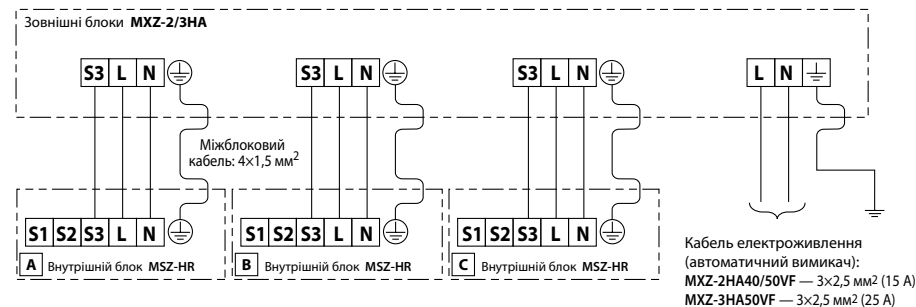 Зовнішні блоки MXZ-2/3HA
S3 L N
S3 L N
S3 L N
L N
Міжблоковий
кабель: 4×1,5 мм²
S1 S2 S3 L N
S1 S2 S3 L N
S1 S2 S3 L N
A Внутрішній блок MSZ-HR
B Внутрішній блок MSZ-HR
C Внутрішній блок MSZ-HR
Кабель електроживлення
(автоматичний вимикач):
MXZ-2HA40/50VF — 3×2,5 мм² (15 А)
MXZ-3HA50VF — 3×2,5 мм² (25 А)